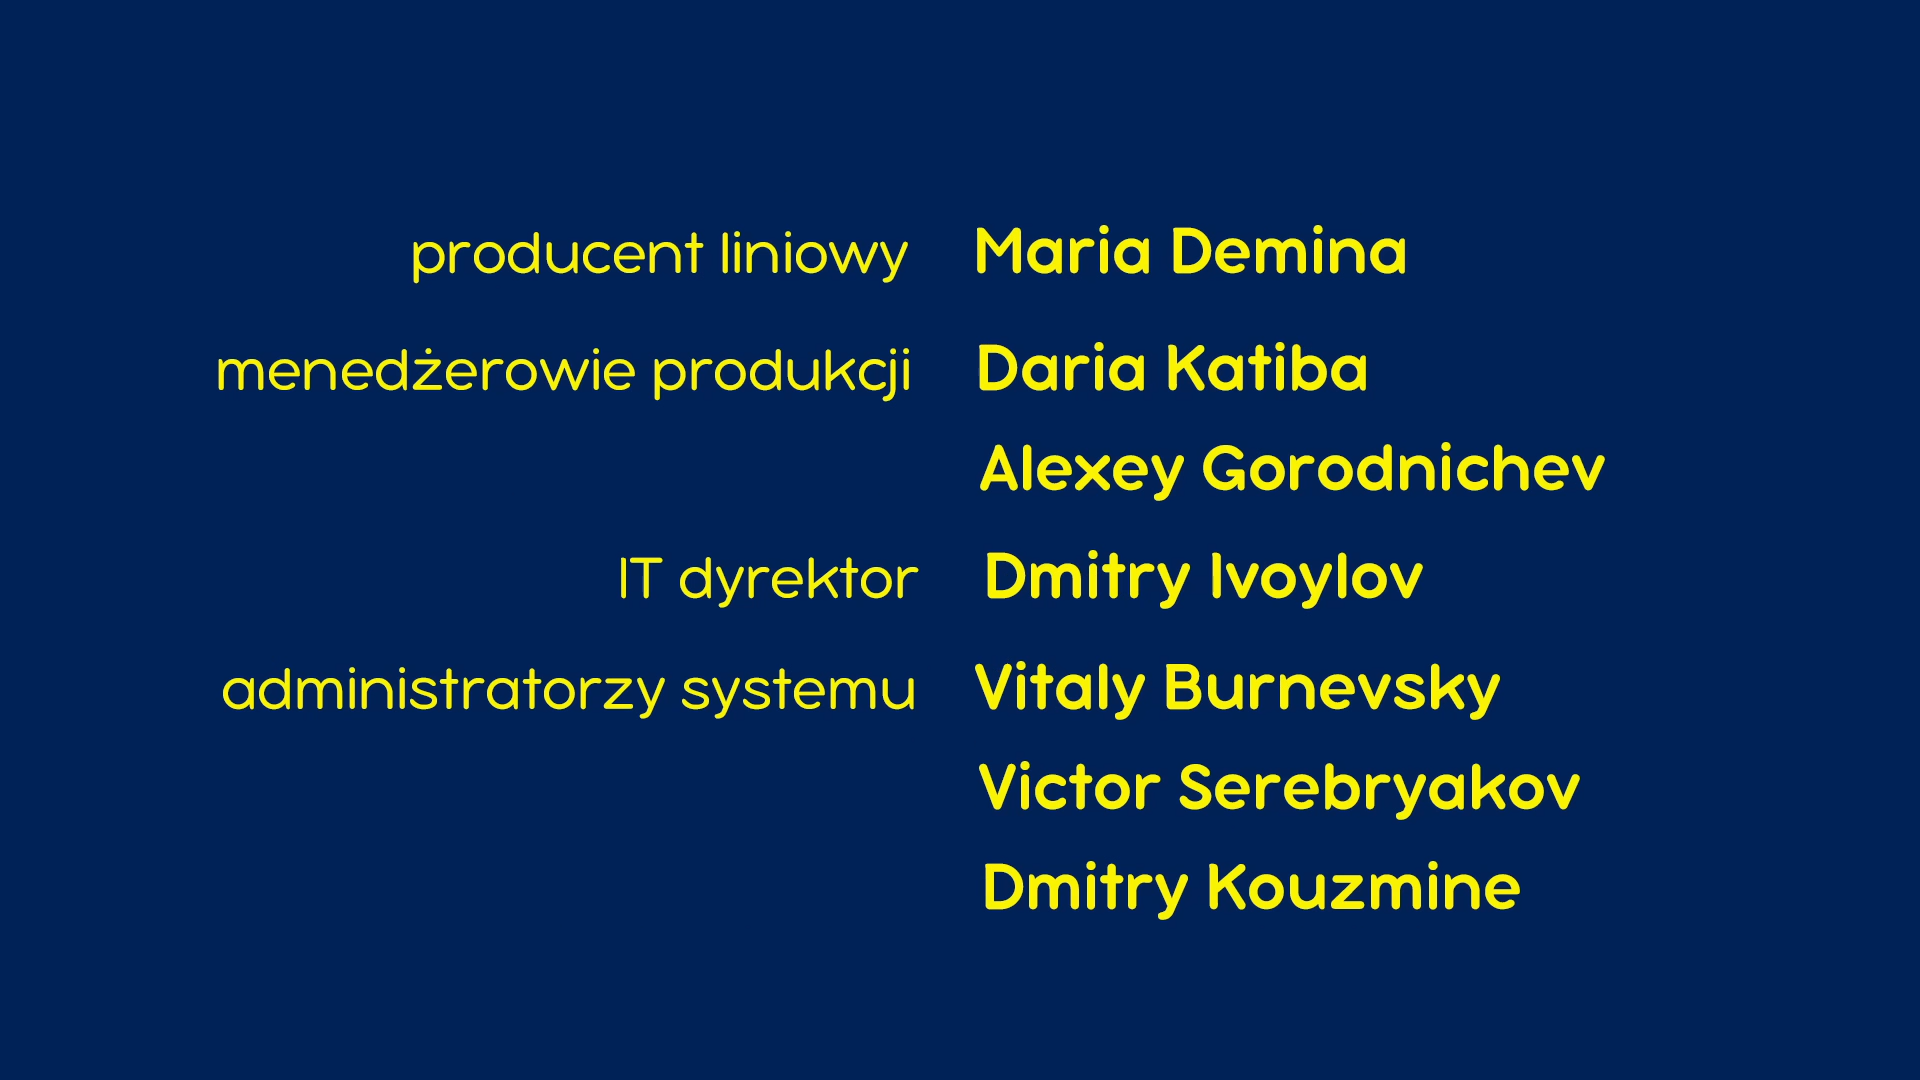 producent liniowy Maria Demina
menedżerowie produkcji Daria Katiba
Alexey Gorodnichev
IT dyrektor Dmitry Ivoylov
administratorzy systemu Vitaly Burnevsky
Victor Serebryakov
Dmitry Kouzmine